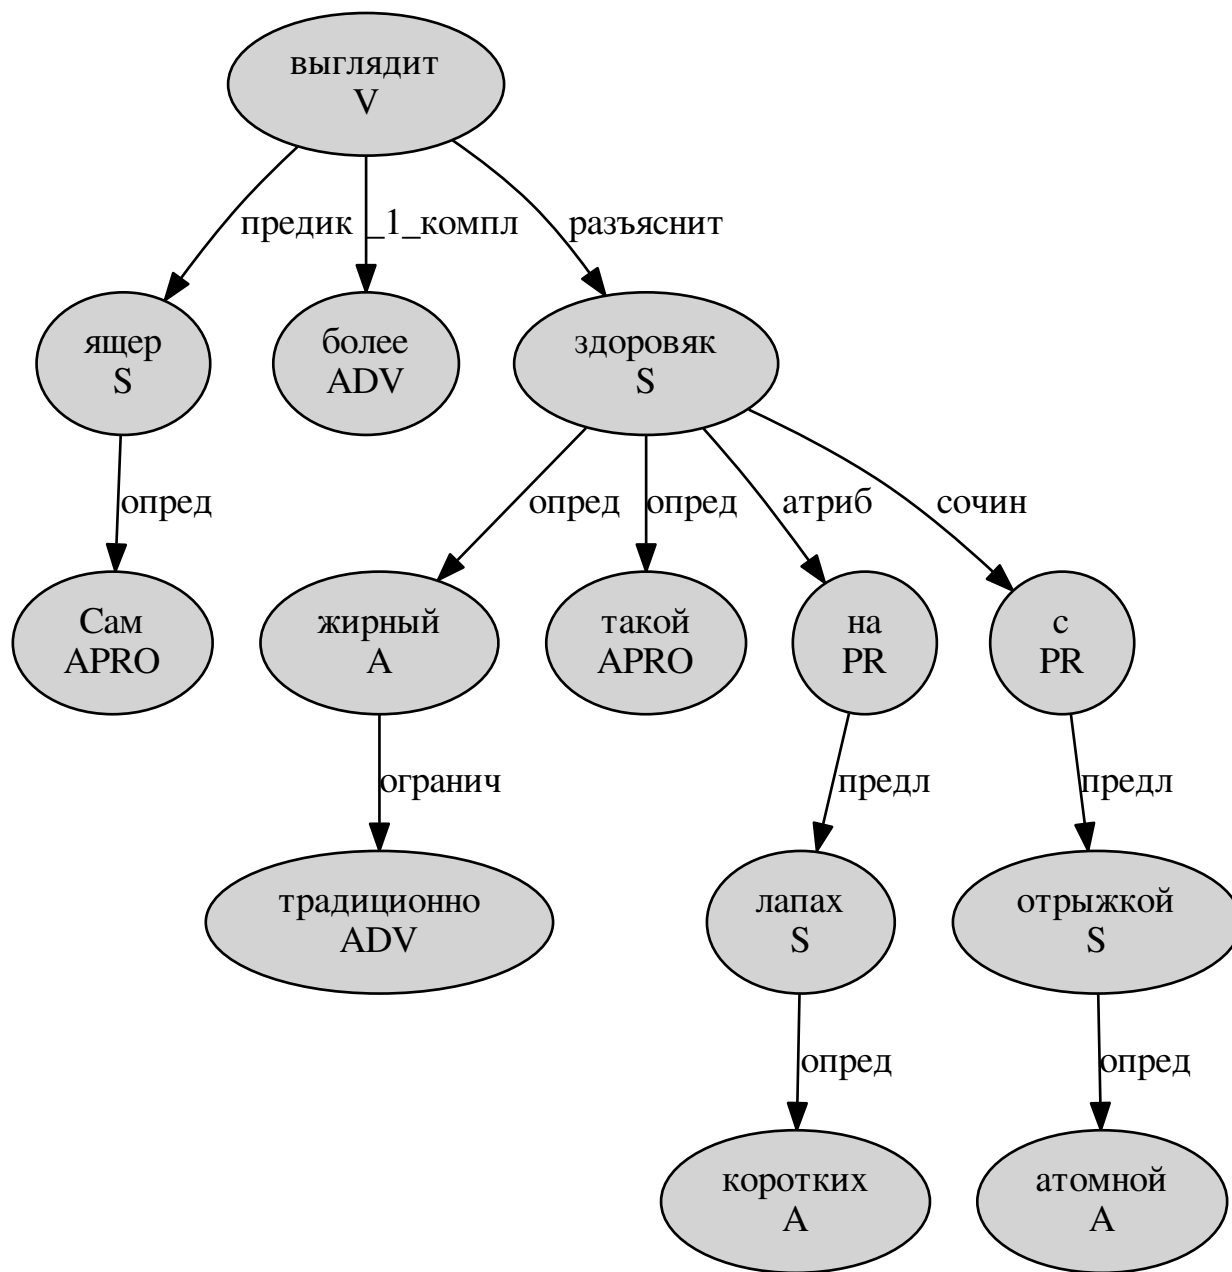 выглядит
V
предик
_1_компл
разъяснит
ящер
S
более
ADV
здоровяк
S
опред
опред
опред
атриб
сочин
Сам
APRO
жирный
A
такой
APRO
на
PR
с
PR
огранич
предл
предл
традиционно
ADV
лапах
S
отрыжкой
S
опред
опред
коротких
A
атомной
A